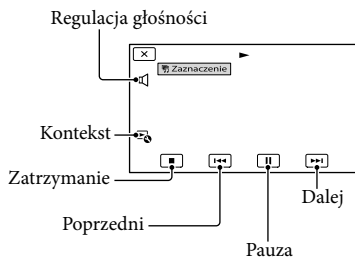 Regulacja głośności
Zaznaczenie
Kontekst
Zatrzymanie
Dalej
Poprzedni
Pauza